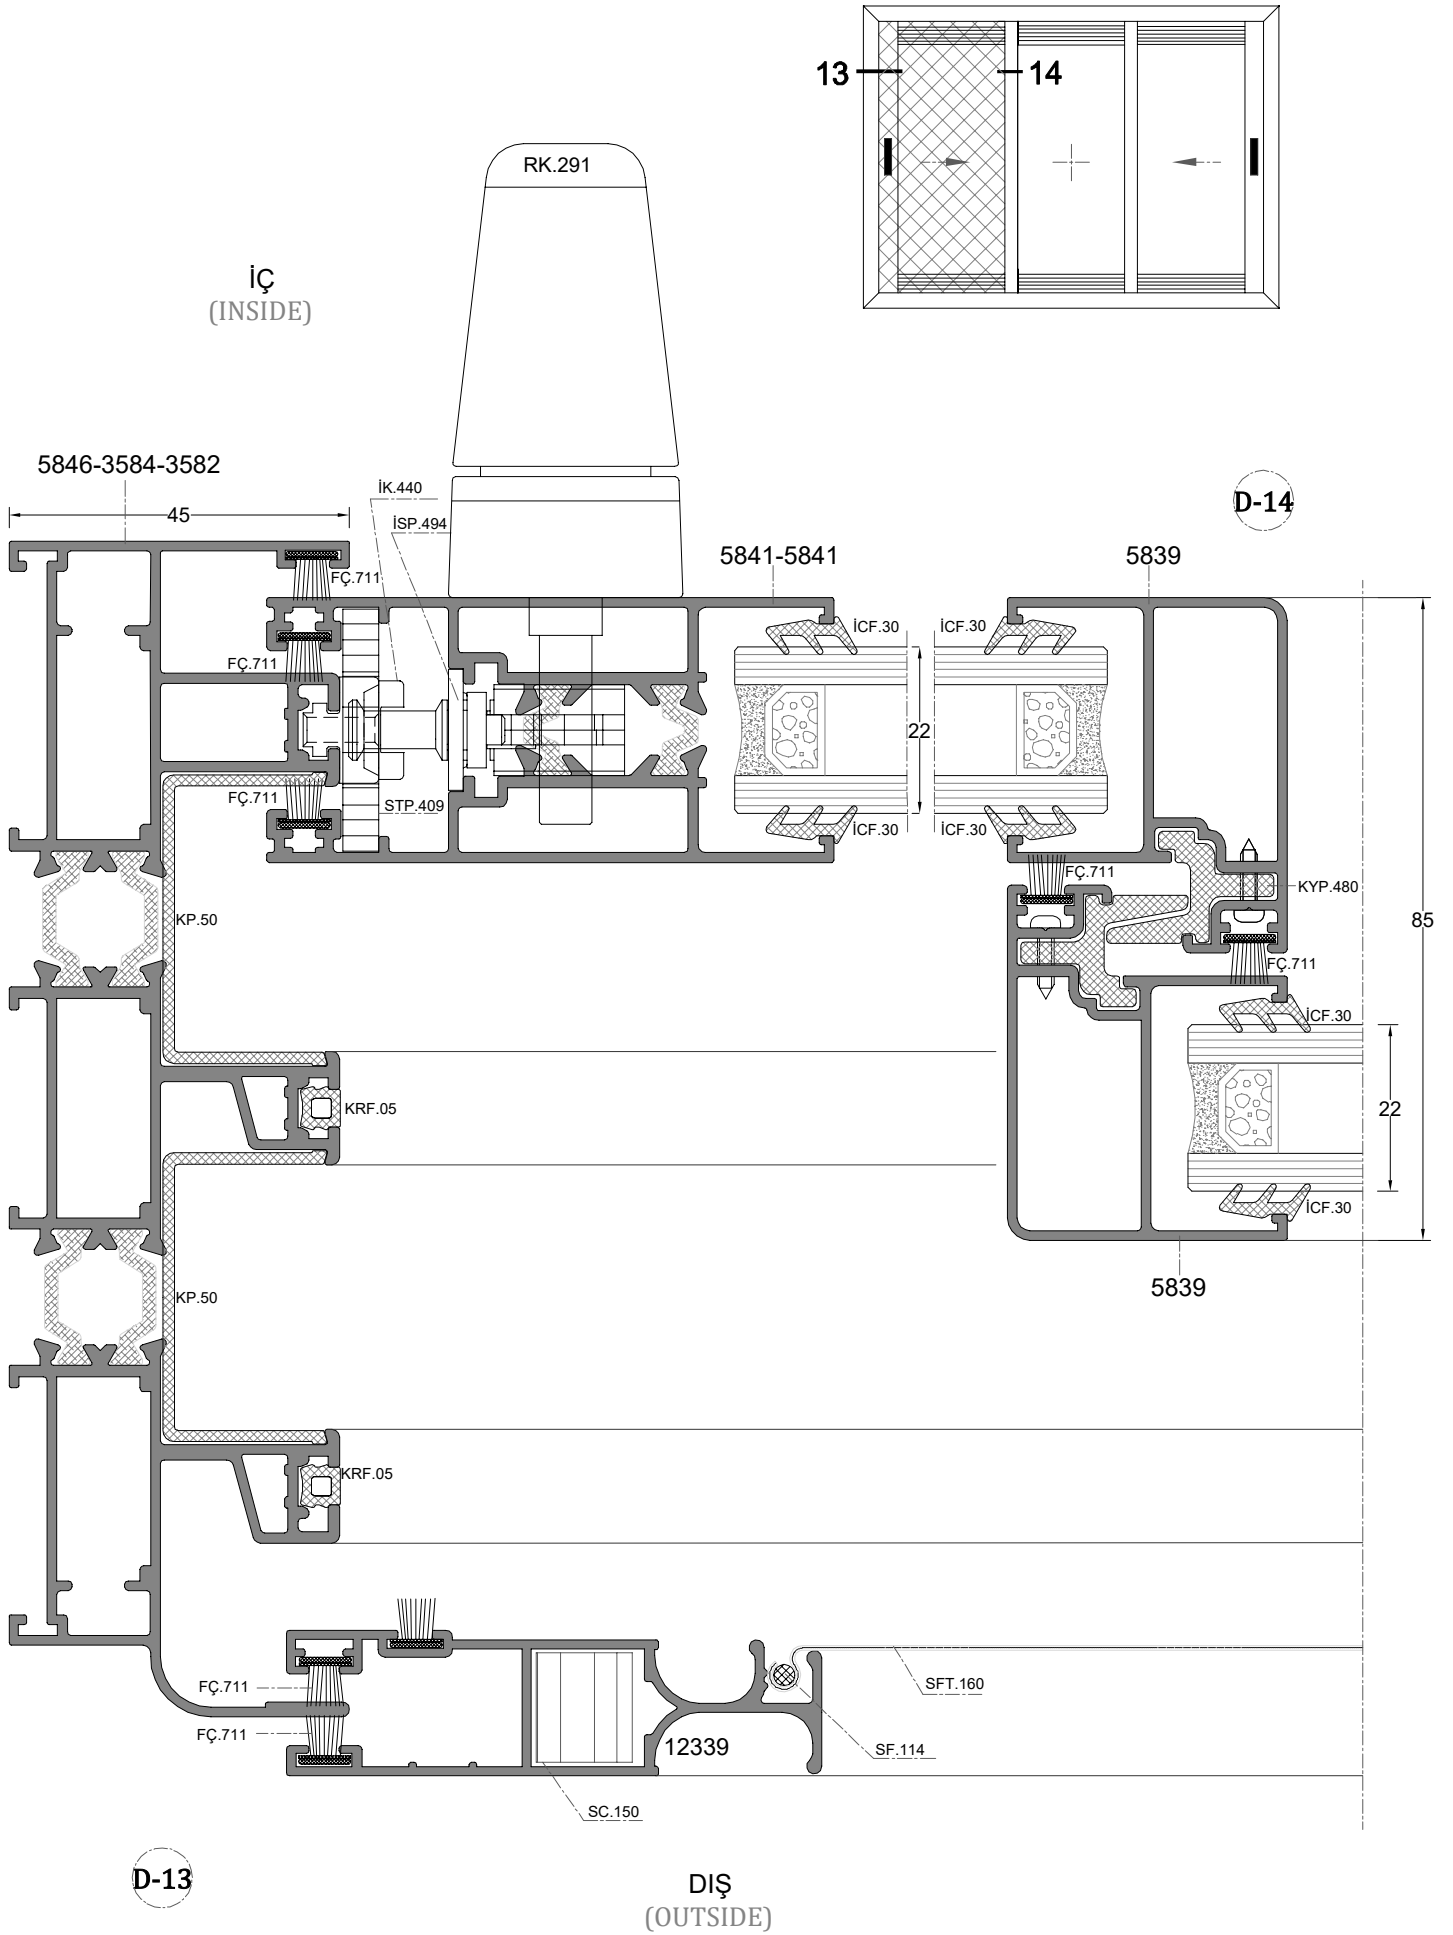 13
14
RK.291
İÇ
(INSIDE)
5846-3584-3582
45
İK.440
İSP.494
D-14
5841-5841
5839
FÇ.711
İCF.30
İCF.30
FÇ.711
22
FÇ.711
STP.409
İCF.30
İCF.30
FÇ.711
KYP.480
KP.50
85
FÇ.711
İCF.30
KRF.05
22
İCF.30
5839
KP.50
KRF.05
FÇ.711
SFT.160
FÇ.711
12339
SF.114
SC.150
D-13
DIŞ
(OUTSIDE)